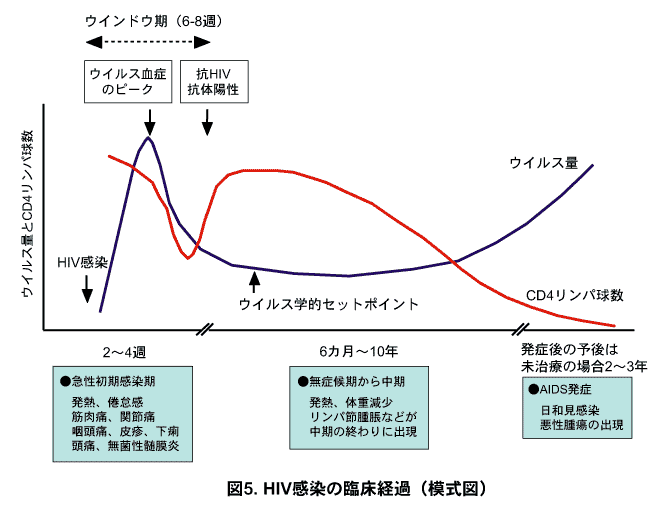 ウインドウ期（6-8週）
ウイルス血症
のピーク
抗HIV
抗体陽性
ウイルス量とCD4リンパ球数
ウイルス量
HIV感染
ウイルス学的セットポイント
CD4リンパ球数
2〜4週
6カ月〜10年
発症後の予後は
未治療の場合2〜3年
●急性初期感染期
発熱、倦怠感
筋肉痛、関節痛
咽頭痛、皮疹、下痢
頭痛、無菌性髄膜炎
●無症候期から中期
発熱、体重減少
リンパ節腫脹などが
中期の終わりに出現
●AIDS発症
日和見感染
悪性腫瘍の出現
図5. HIV感染の臨床経過（模式図）